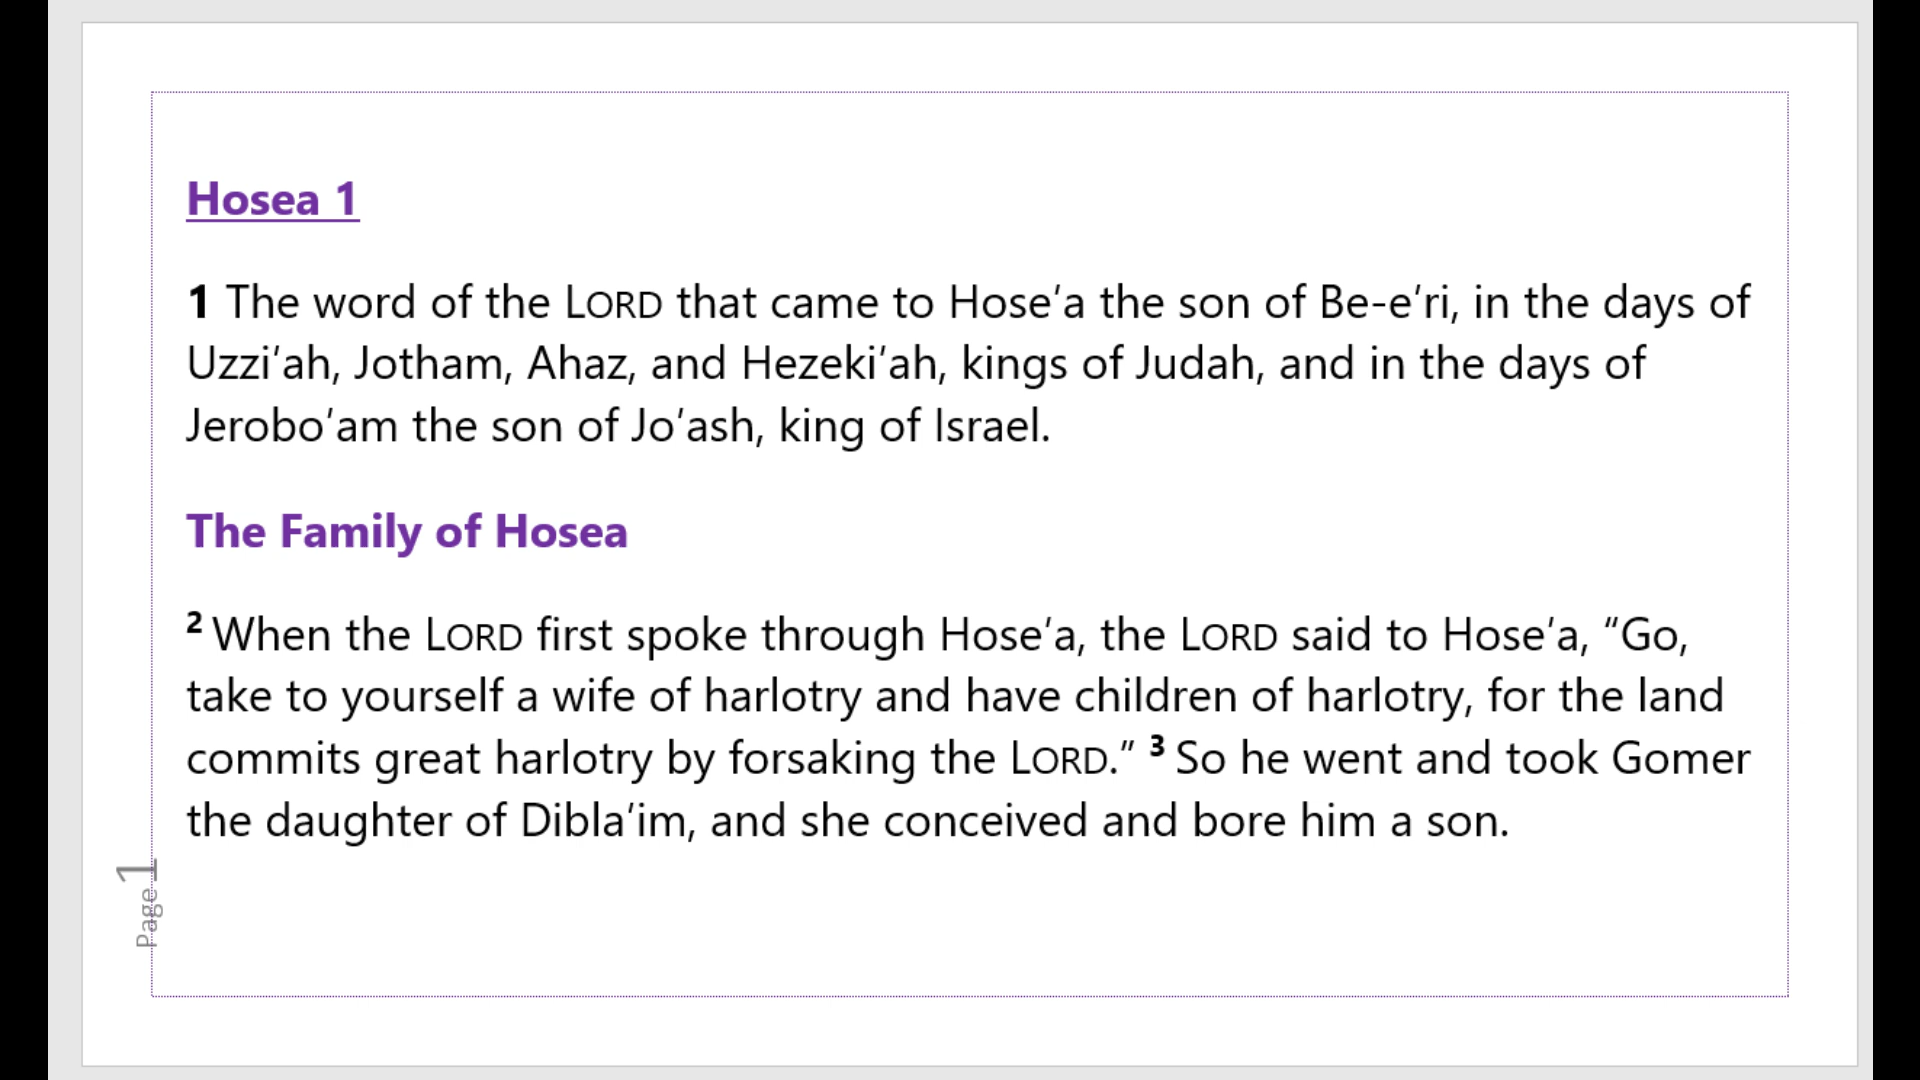 Hosea 1
1 The word of the LORD that came to Hose′a the son of Be-e′ri, in the days of
Uzzi′ah, Jotham, Ahaz, and Hezeki′ah, kings of Judah, and in the days of
Jerobo′am the son of Jo′ash, king of Israel.
The Family of Hosea
2 When the LORD first spoke through Hose′a, the LORD said to Hose′a, “Go,
take to yourself a wife of harlotry and have children of harlotry, for the land
commits great harlotry by forsaking the LORD.” 3 So he went and took Gomer
the daughter of Dibla′im, and she conceived and bore him a son.
Page 1